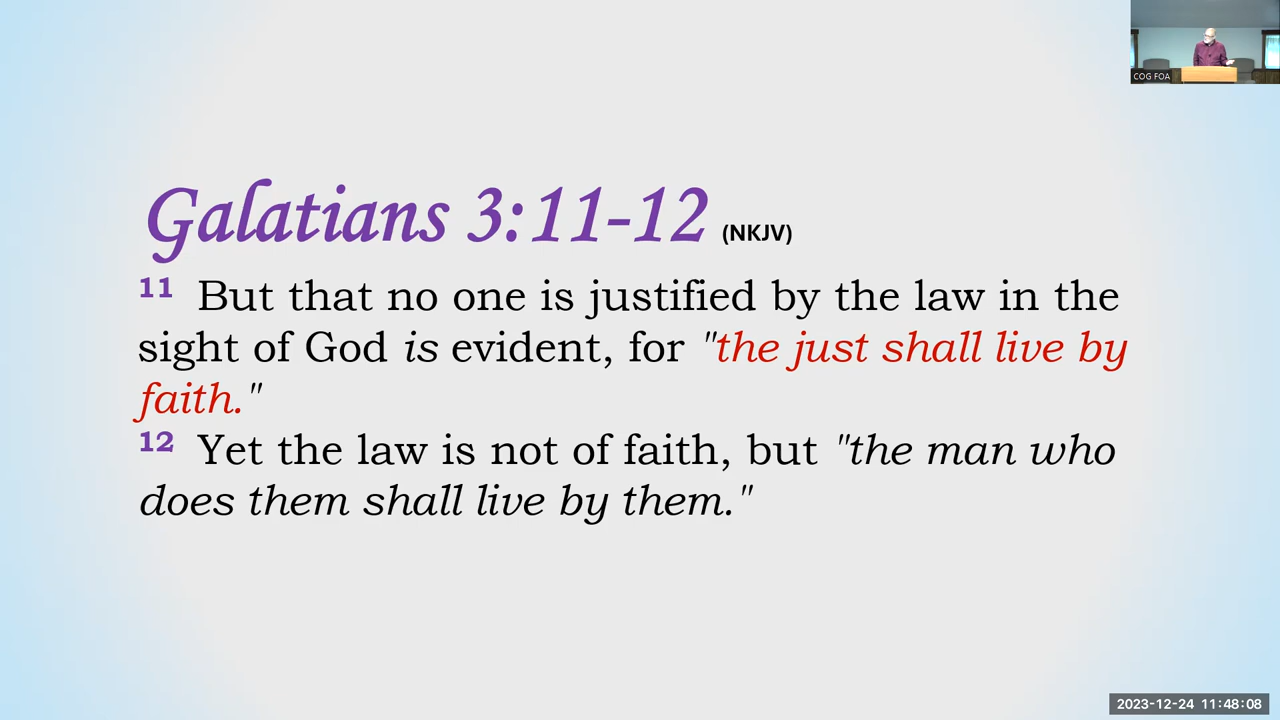 COG FOA
Galatians 3:11-12 (NKJV)
11 But that no one is justified by the law in the
sight of God is evident, for "the just shall live by
faith."
12 Yet the law is not of faith, but "the man who
does them shall live by them."
2023-12-24 11:48:08